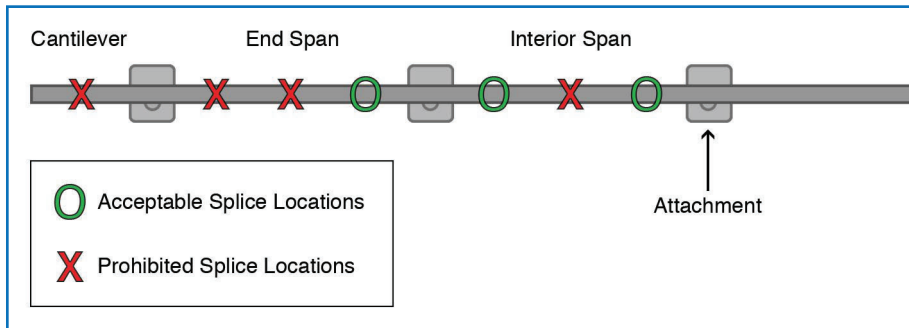 Cantilever
End Span
Interior Span
X
X
X
O
O
X
O
Attachment
O Acceptable Splice Locations
X Prohibited Splice Locations